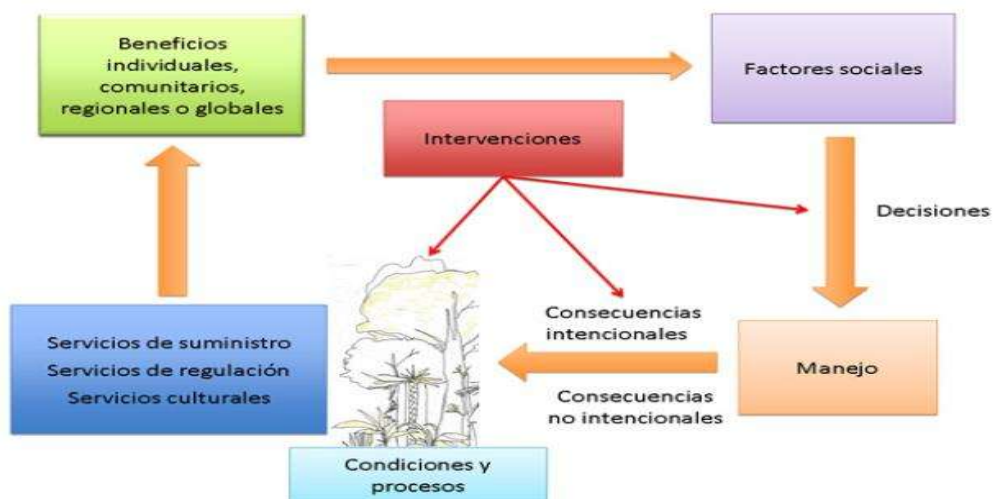 Beneficios
individuales,
comunitarios,
regionales o globales
Factores sociales
Intervenciones
Decisiones
Servicios de suministro
Servicios de regulación
Servicios culturales
Consecuencias
intencionales
Consecuencias
no intencionales
Manejo
Condiciones y
procesos